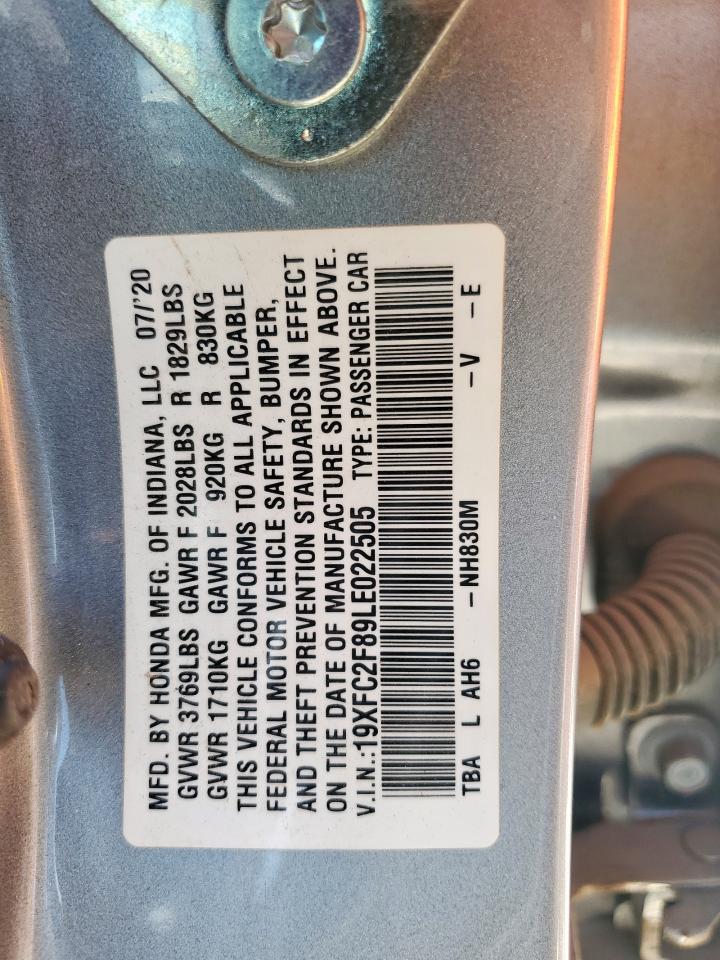 MFD. BY HONDA MFG. OF INDIANA, LLC 07/'20
GVWR 3769LBS GAWR F 2028LBS R 1829LBS
GVWR 1710KG GAWR F 920KG R 830KG
THIS VEHICLE CONFORMS TO ALL APPLICABLE
FEDERAL MOTOR VEHICLE SAFETY, BUMPER,
AND THEFT PREVENTION STANDARDS IN EFFECT
ON THE DATE OF MANUFACTURE SHOWN ABOVE.
V.I.N.:19XFC2F89LE022505 TYPE: PASSENGER CAR
TBA L AH6 -NH830M -V -E